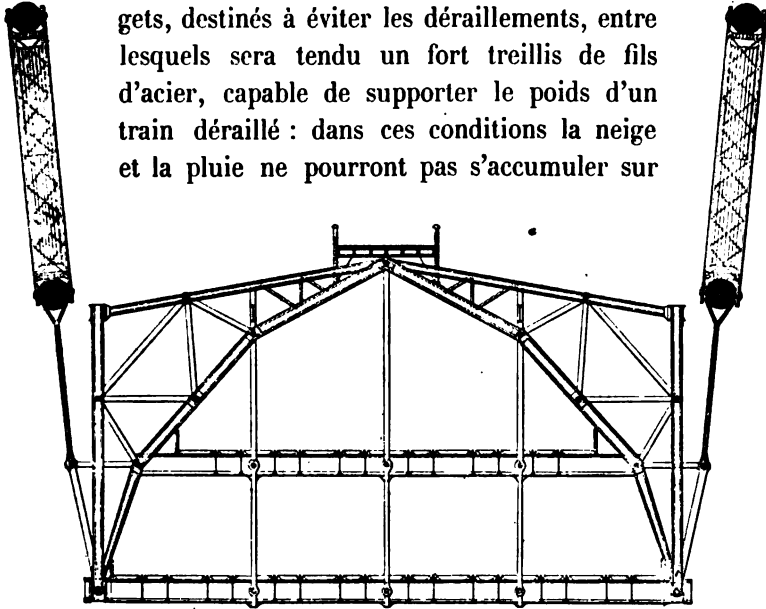 gets, destinés à éviter les déraillements, entre
lesquels sera tendu un fort treillis de fils
d'acier, capable de supporter le poids d'un
train déraillé : dans ces conditions la neige
et la pluie ne pourront pas s'accumuler sur